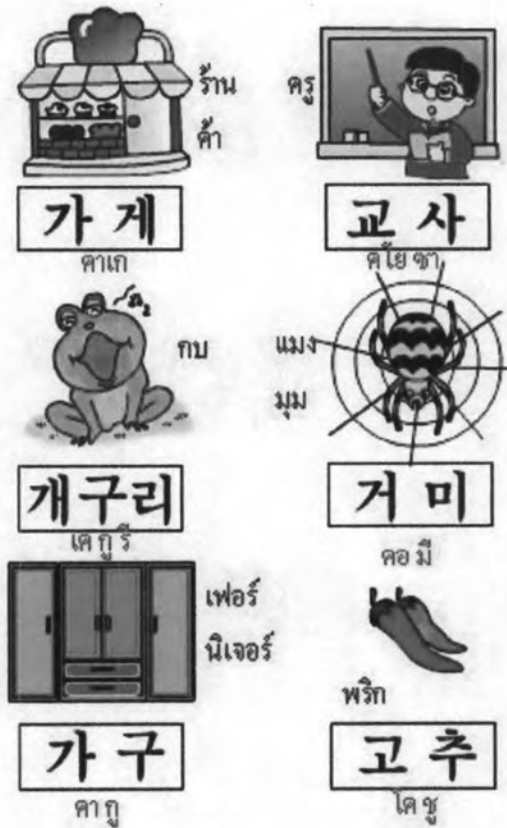 ร้าน
ค้า
가게
คาเก
ครู
교사
คโย ซา
กบ
개구리
เค กู รี
แมง
มุม
거미
คอ มี
เฟอร์
นิเจอร์
가구
คา กู
พริก
고추
โค ชู